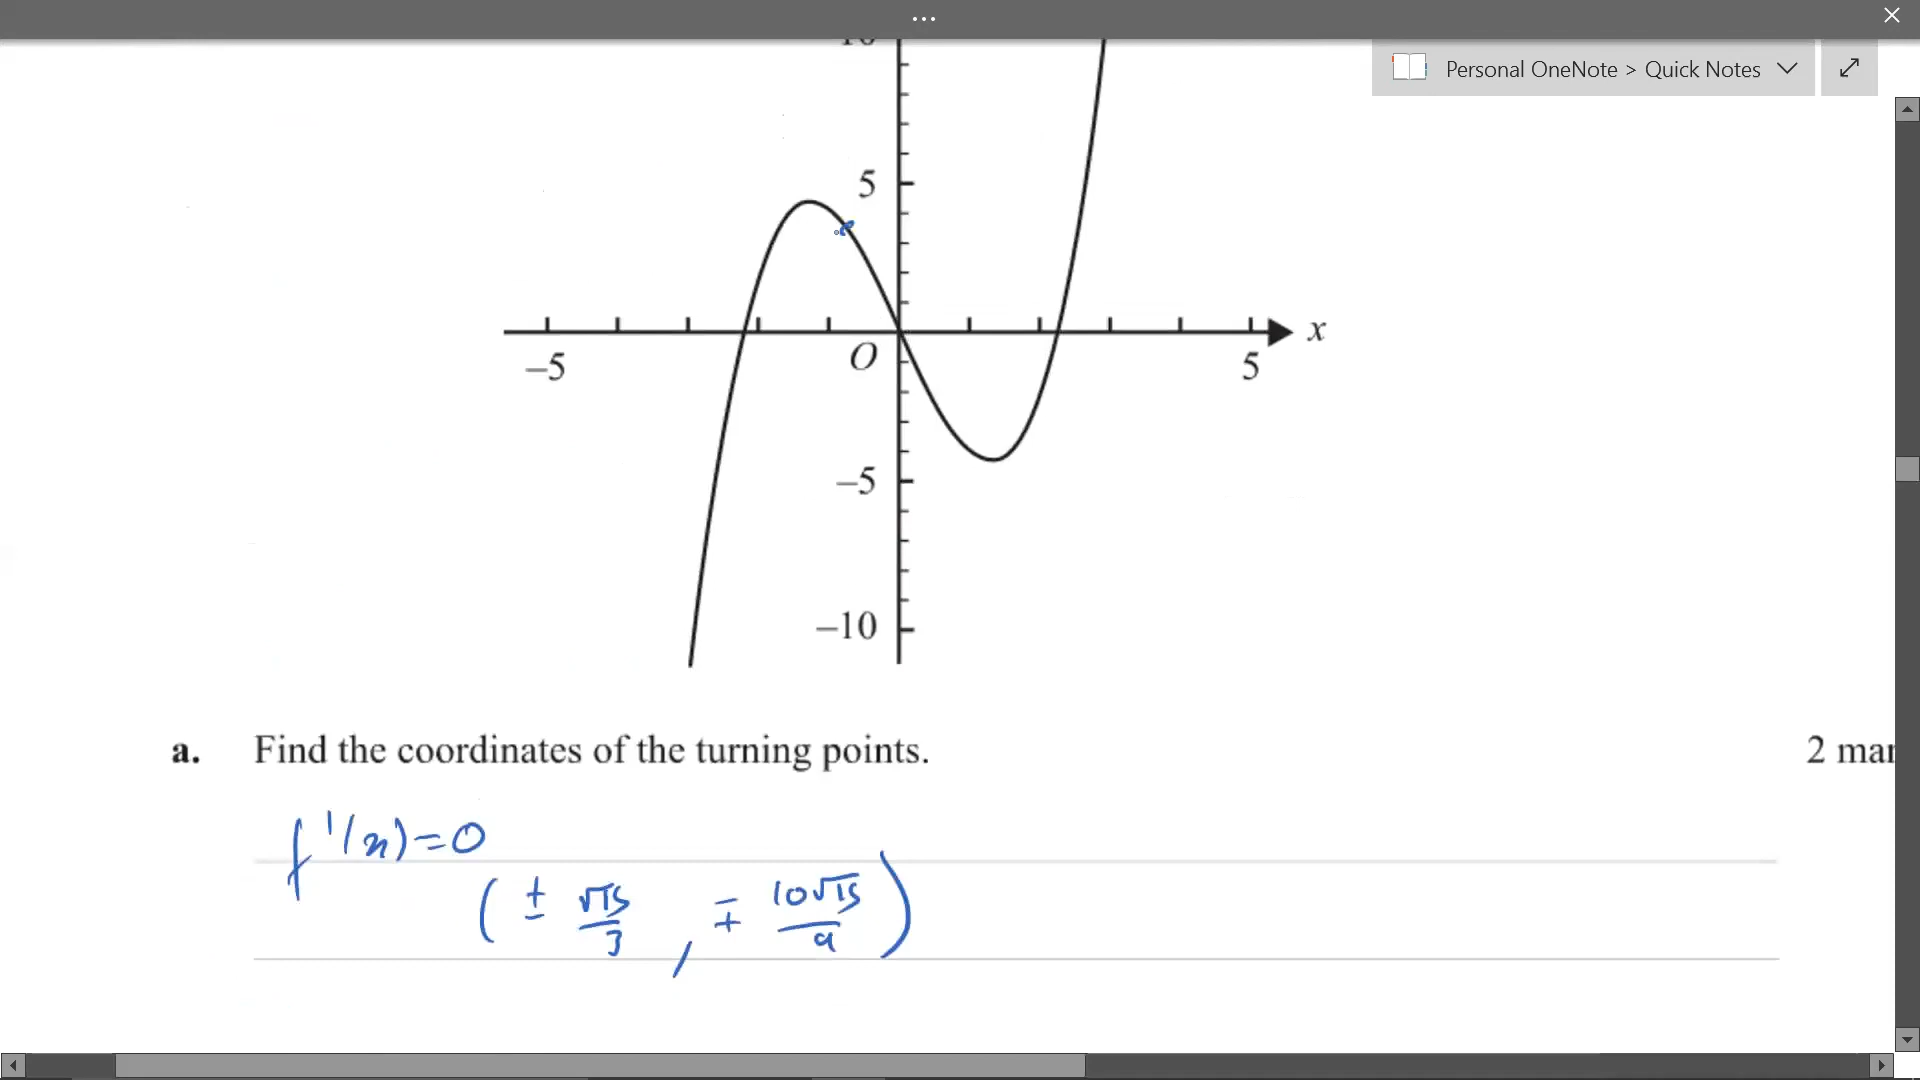 ...
Personal OneNote > Quick Notes
10
5
-5
O
5
x
–5
–10
a. Find the coordinates of the turning points. 2 mar
f'(x)=0
(± √15/3 , ∓ 10√15/9)